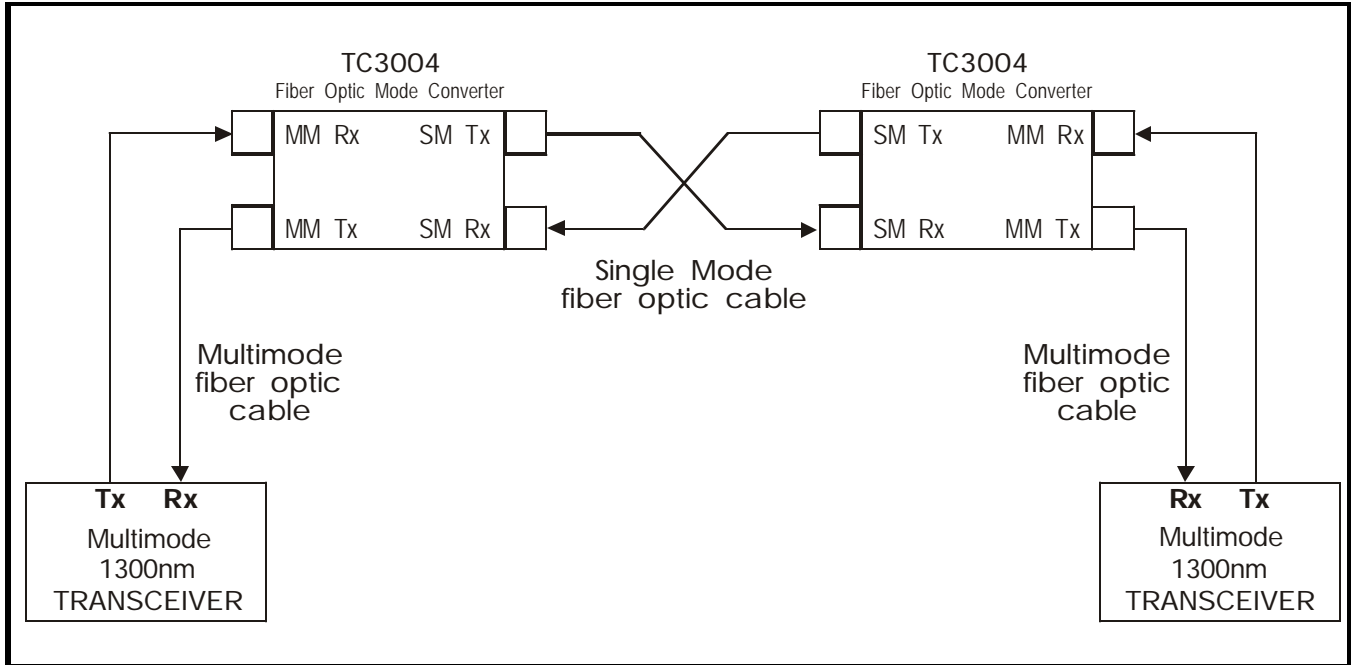 TC3004
Fiber Optic Mode Converter
MM Rx SM Tx
MM Tx SM Rx
TC3004
Fiber Optic Mode Converter
SM Tx MM Rx
SM Rx MM Tx
Single Mode
fiber optic cable
Multimode
fiber optic
cable
Multimode
fiber optic
cable
Tx Rx
Multimode
1300nm
TRANSCEIVER
Rx Tx
Multimode
1300nm
TRANSCEIVER